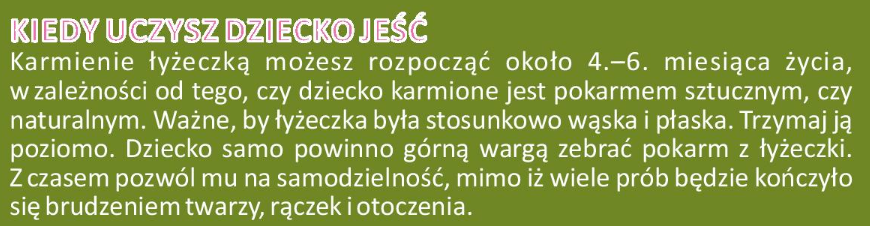 KIEDY UCZYSZ DZIECKO JEŚĆ
Karmienie łyżeczką możesz rozpocząć około 4.–6. miesiąca życia,
w zależności od tego, czy dziecko karmione jest pokarmem sztucznym, czy
naturalnym. Ważne, by łyżeczka była stosunkowo wąska i płaska. Trzymaj ją
poziomo. Dziecko samo powinno górną wargą zebrać pokarm z łyżeczki.
Z czasem pozwól mu na samodzielność, mimo iż wiele prób będzie kończyło
się brudzeniem twarzy, rączek i otoczenia.